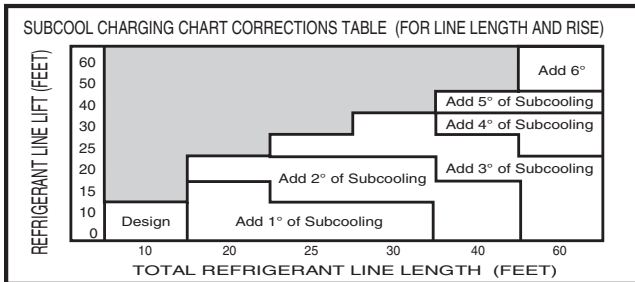 SUBCOOL CHARGING CHART CORRECTIONS TABLE (FOR LINE LENGTH AND RISE)
REFRIGERANT LINE LIFT (FEET)
60
50
40
30
25
20
15
10
0
Add 6°
Add 5° of Subcooling
Add 4° of Subcooling
Add 3° of Subcooling
Add 2° of Subcooling
Design
Add 1° of Subcooling
10 20 25 30 40 60
TOTAL REFRIGERANT LINE LENGTH (FEET)